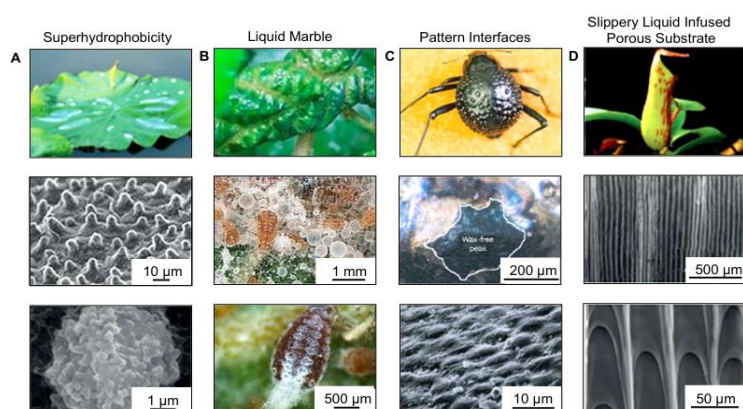 Superhydrophobicity
Liquid Marble
Pattern Interfaces
Slippery Liquid Infused
Porous Substrate
A
B
C
D
10 µm
1 mm
Wax-free
peak
200 µm
500 µm
1 µm
500 µm
10 µm
50 µm